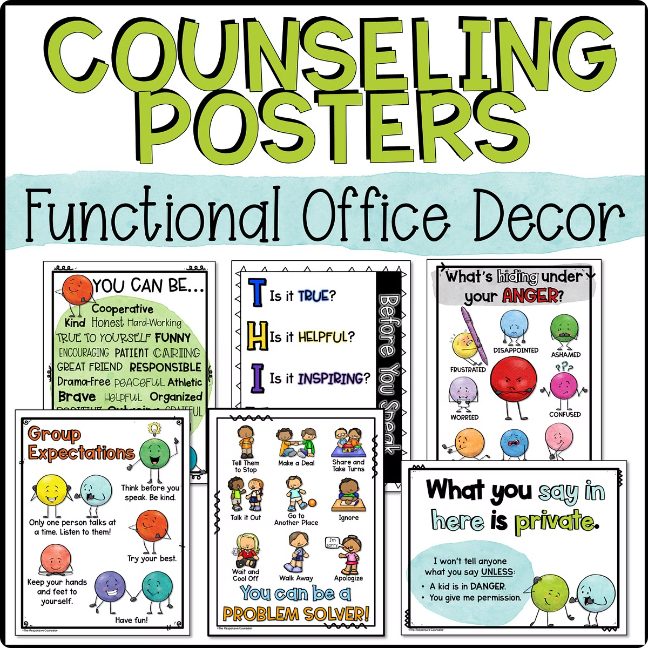 COUNSELING
POSTERS
Functional Office Decor
YOU CAN BE...
Cooperative
Kind Honest Hard-Working
TRUE TO YOURSELF FUNNY
ENCOURAGING PATIENT CARING
GREAT FRIEND RESPONSIBLE
Drama-free PEACEFUL Athletic
Brave HELPFUL Organized
T Is it TRUE?
H Is it HELPFUL?
I Is it INSPIRING?
Before You Speak
What's hiding under
your ANGER?
FRUSTRATED
DISAPPOINTED
ASHAMED
WORRIED
CONFUSED
Group
Expectations
Think before you
speak. Be kind.
Only one person talks at
a time. Listen to them!
Try your best.
Keep your hands
and feet to
yourself.
Have fun!
Tell Them
to Stop
Make a Deal
Share and
Take Turns
Talk it Out
Go to
Another Place
Ignore
Wait and
Cool Off
Walk Away
I'm
sorry.
Apologize
You can be a
PROBLEM SOLVER!
What you say in
here is private.
I won't tell anyone
what you say UNLESS:
• A kid is in DANGER.
• You give me permission.